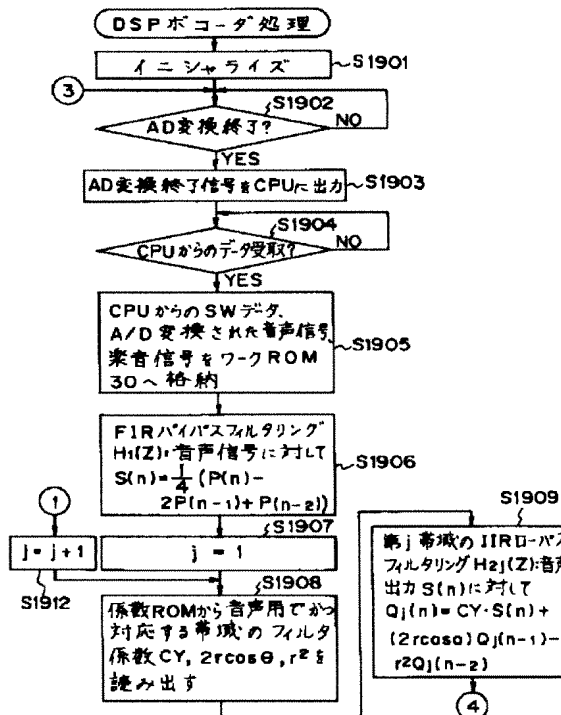 DSPボコーダ処理
イニシャライズ
S1901
3
S1902
AD変換終了?
NO
YES
AD変換終了信号をCPUに出力
S1903
S1904
CPUからのデータ受取?
NO
YES
CPUからのSWデータ、
A/D変換された音声信号、
楽音信号をワークROM
30へ格納
S1905
FIRハイパスフィルタリング
H1(Z):音声信号に対して
S(n)=1/4(P(n)-
2P(n-1)+P(n-2))
S1906
1
S1907
j=j+1
j = 1
S1912
S1908
係数ROMから音声用でかつ
対応する帯域のフィルタ
係数CY, 2rcosθ, r²を
読み出す
S1909
第j帯域のIIRローパス
フィルタリングH2j(Z):音声
出力S(n)に対して
Qj(n)=CY・S(n)+
(2rcosα)Qj(n-1)-
r²Qj(n-2)
4